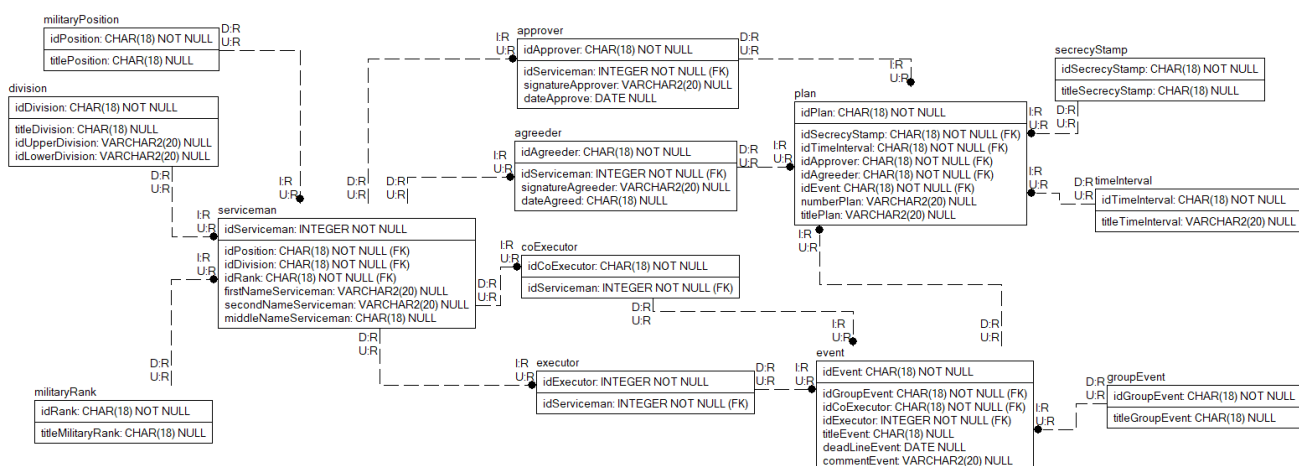 militaryPosition
idPosition: CHAR(18) NOT NULL
titlePosition: CHAR(18) NULL
D:R
U:R
division
idDivision: CHAR(18) NOT NULL
titleDivision: CHAR(18) NULL
idUpperDivision: VARCHAR2(20) NULL
idLowerDivision: VARCHAR2(20) NULL
D:R
U:R
I:R
U:R
I:R
U:R
I:R
U:R
serviceman
idServiceman: INTEGER NOT NULL
idPosition: CHAR(18) NOT NULL (FK)
idDivision: CHAR(18) NOT NULL (FK)
idRank: CHAR(18) NOT NULL (FK)
firstNameServiceman: VARCHAR2(20) NULL
secondNameServiceman: VARCHAR2(20) NULL
middleNameServiceman: CHAR(18) NULL
D:R
U:R
D:R
U:R
D:R
U:R
D:R
U:R
D:R
U:R
militaryRank
idRank: CHAR(18) NOT NULL
titleMilitaryRank: CHAR(18) NULL
I:R
U:R
approver
idApprover: CHAR(18) NOT NULL
idServiceman: INTEGER NOT NULL (FK)
signatureApprover: VARCHAR2(20) NULL
dateApprove: DATE NULL
D:R
U:R
I:R
U:R
agreeder
idAgreeder: CHAR(18) NOT NULL
idServiceman: INTEGER NOT NULL (FK)
signatureAgreeder: VARCHAR2(20) NULL
dateAgreed: CHAR(18) NULL
D:R
U:R
I:R
U:R
coExecutor
idCoExecutor: CHAR(18) NOT NULL
idServiceman: INTEGER NOT NULL (FK)
D:R
U:R
I:R
U:R
executor
idExecutor: INTEGER NOT NULL
idServiceman: INTEGER NOT NULL (FK)
D:R
U:R
I:R
U:R
I:R
U:R
plan
idPlan: CHAR(18) NOT NULL
idSecrecyStamp: CHAR(18) NOT NULL (FK)
idTimeInterval: CHAR(18) NOT NULL (FK)
idApprover: CHAR(18) NOT NULL (FK)
idAgreeder: CHAR(18) NOT NULL (FK)
idEvent: CHAR(18) NOT NULL (FK)
numberPlan: VARCHAR2(20) NULL
titlePlan: VARCHAR2(20) NULL
I:R
U:R
I:R
U:R
I:R
U:R
secrecyStamp
idSecrecyStamp: CHAR(18) NOT NULL
titleSecrecyStamp: CHAR(18) NULL
D:R
U:R
D:R
U:R
timeInterval
idTimeInterval: CHAR(18) NOT NULL
titleTimeInterval: VARCHAR2(20) NULL
I:R
U:R
I:R
U:R
D:R
U:R
event
idEvent: CHAR(18) NOT NULL
idGroupEvent: CHAR(18) NOT NULL (FK)
idCoExecutor: CHAR(18) NOT NULL (FK)
idExecutor: INTEGER NOT NULL (FK)
titleEvent: CHAR(18) NULL
deadLineEvent: DATE NULL
commentEvent: VARCHAR2(20) NULL
I:R
U:R
D:R
U:R
groupEvent
idGroupEvent: CHAR(18) NOT NULL
titleGroupEvent: CHAR(18) NULL